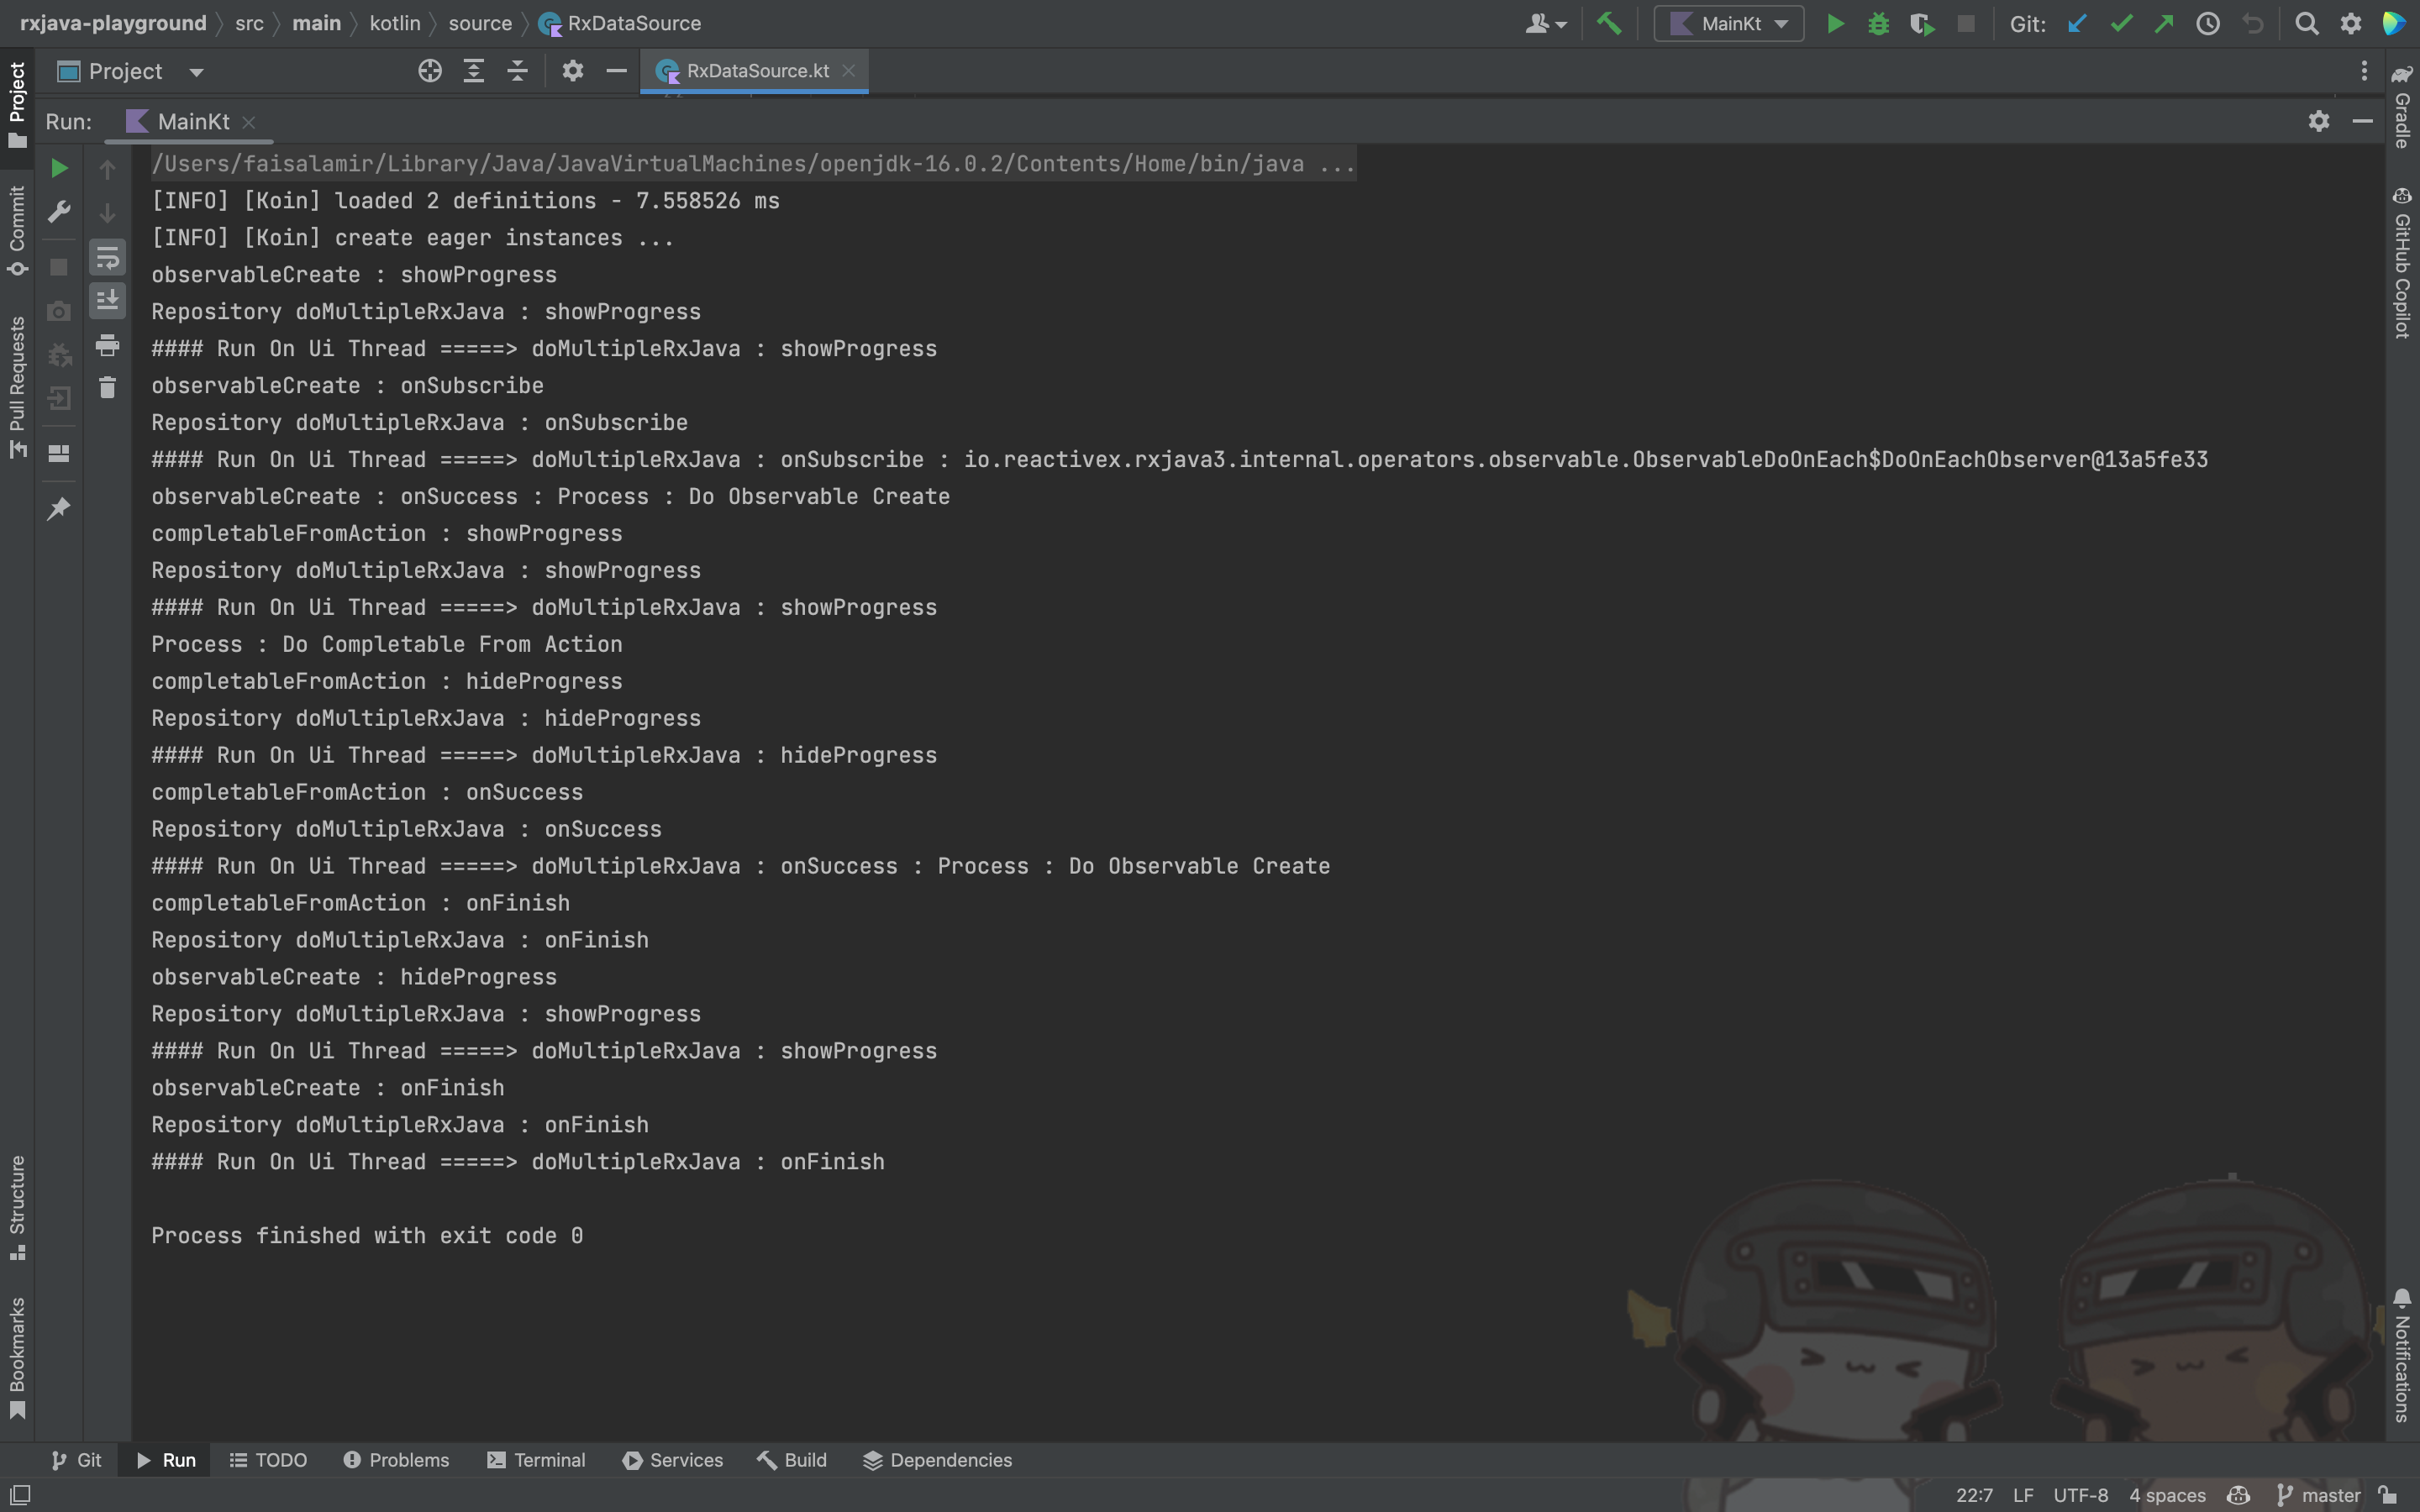 rxjava-playground src main kotlin source RxDataSource MainKt Git:
Project RxDataSource.kt
Run: MainKt
/Users/faisalamir/Library/Java/JavaVirtualMachines/openjdk-16.0.2/Contents/Home/bin/java ...
[INFO] [Koin] loaded 2 definitions - 7.558526 ms
[INFO] [Koin] create eager instances ...
observableCreate : showProgress
Repository doMultipleRxJava : showProgress
#### Run On Ui Thread =====> doMultipleRxJava : showProgress
observableCreate : onSubscribe
Repository doMultipleRxJava : onSubscribe
#### Run On Ui Thread =====> doMultipleRxJava : onSubscribe : io.reactivex.rxjava3.internal.operators.observable.ObservableDoOnEach$DoOnEachObserver@13a5fe33
observableCreate : onSuccess : Process : Do Observable Create
completableFromAction : showProgress
Repository doMultipleRxJava : showProgress
#### Run On Ui Thread =====> doMultipleRxJava : showProgress
Process : Do Completable From Action
completableFromAction : hideProgress
Repository doMultipleRxJava : hideProgress
#### Run On Ui Thread =====> doMultipleRxJava : hideProgress
completableFromAction : onSuccess
Repository doMultipleRxJava : onSuccess
#### Run On Ui Thread =====> doMultipleRxJava : onSuccess : Process : Do Observable Create
completableFromAction : onFinish
Repository doMultipleRxJava : onFinish
observableCreate : hideProgress
Repository doMultipleRxJava : showProgress
#### Run On Ui Thread =====> doMultipleRxJava : showProgress
observableCreate : onFinish
Repository doMultipleRxJava : onFinish
#### Run On Ui Thread =====> doMultipleRxJava : onFinish
Process finished with exit code 0
Project
Commit
Pull Requests
Structure
Bookmarks
Gradle
GitHub Copilot
Notifications
Git Run TODO Problems Terminal Services Build Dependencies
22:7 LF UTF-8 4 spaces master